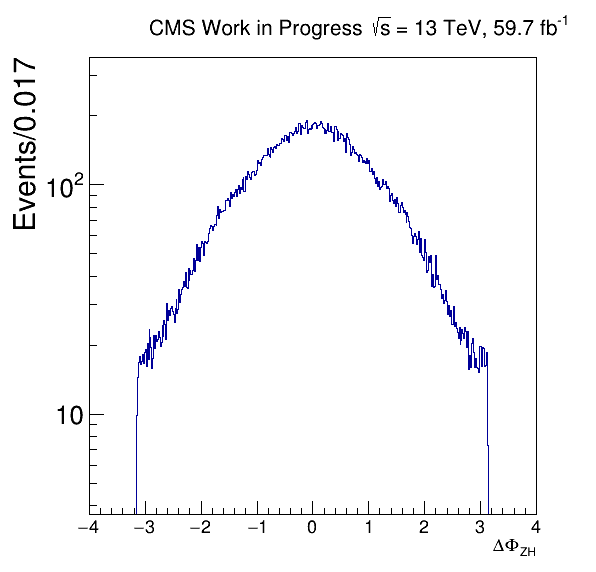 CMS Work in Progress √s = 13 TeV, 59.7 fb⁻¹
Events/0.017
10²
10
−4 −3 −2 −1 0 1 2 3 4
ΔΦ_ZH